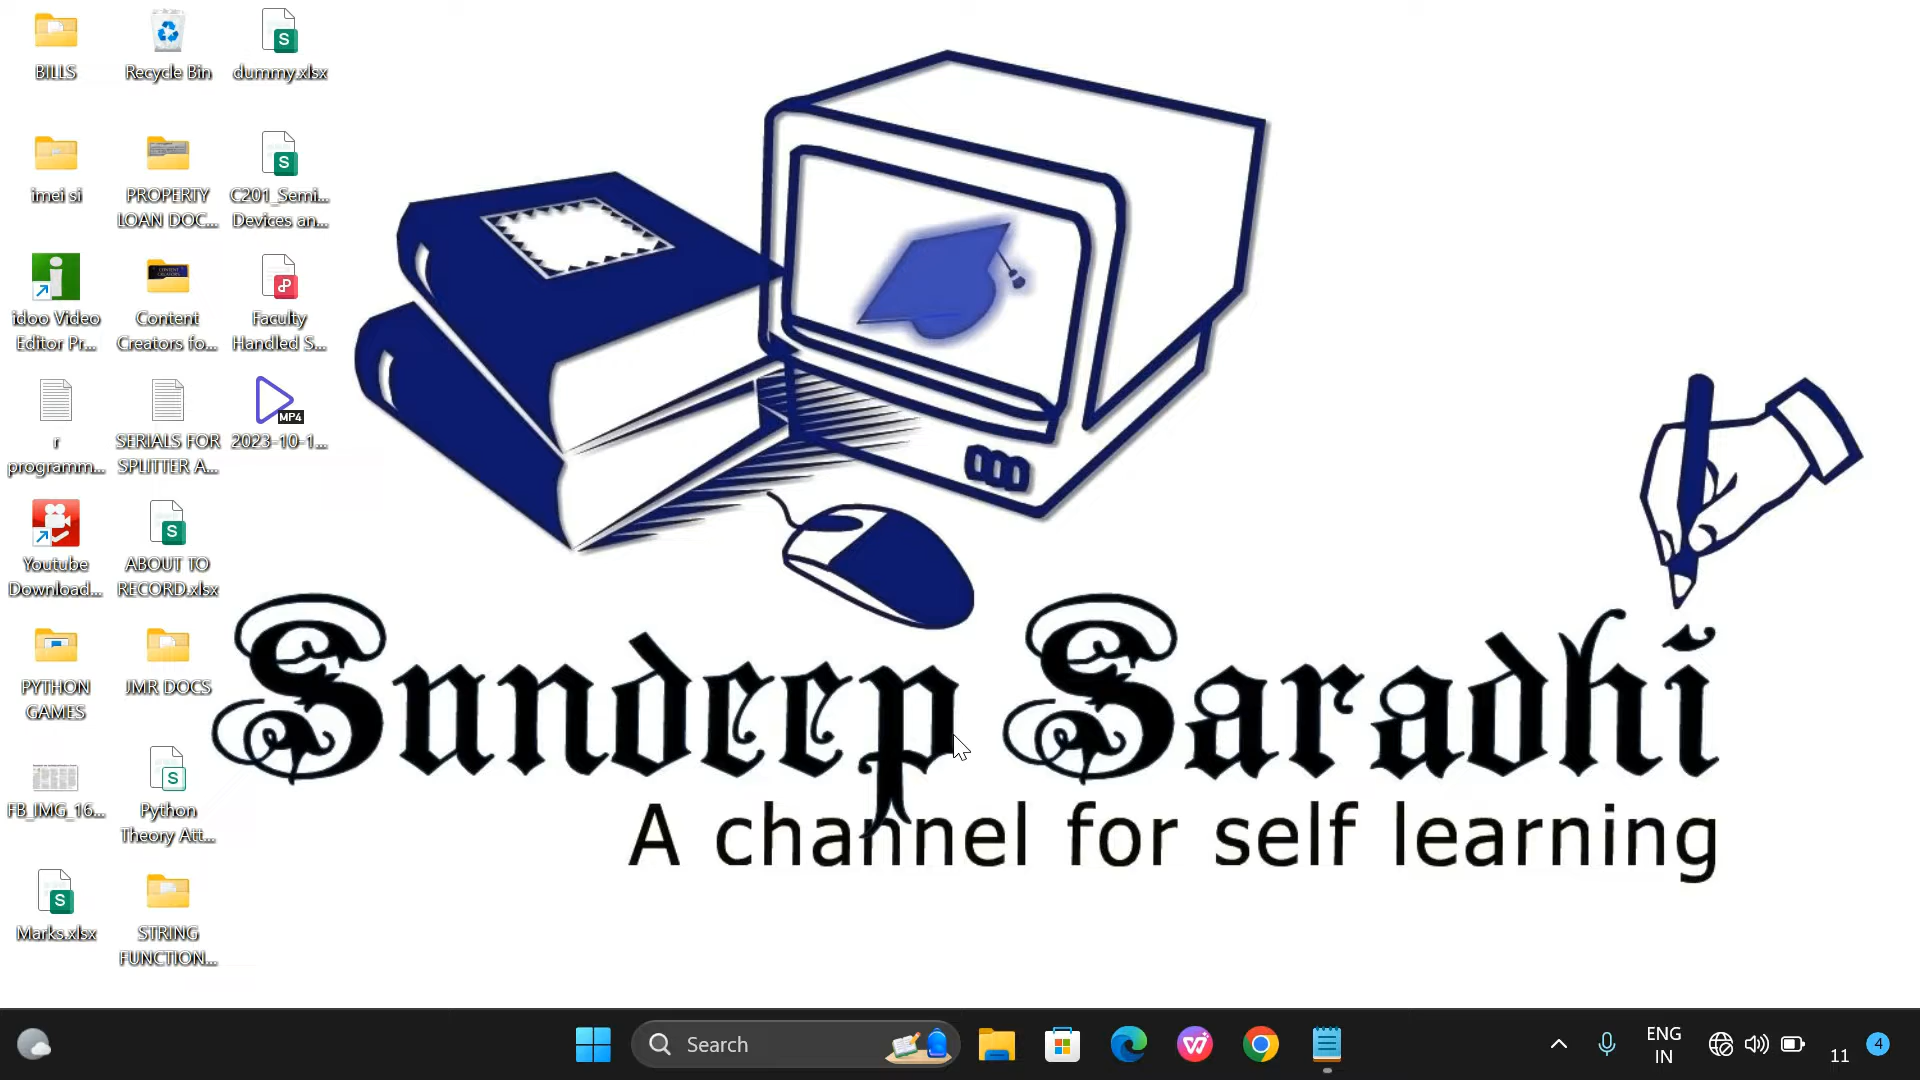 BILLS
Recycle Bin
dummy.xlsx
imei si
PROPERTY
LOAN DOC...
C201_Semi...
Devices an...
idoo Video
Editor Pr...
CONTENT
CREATORS
Content
Creators fo...
Faculty
Handled S...
r
programm...
SERIALS FOR
SPLITTER A...
MP4
2023-10-1...
Youtube
Download...
ABOUT TO
RECORD.xlsx
PYTHON
GAMES
JMR DOCS
FB_IMG_16...
Python
Theory Att...
Marks.xlsx
STRING
FUNCTION...
Sundeep Saradhi
A channel for self learning
Search
ENG
IN
11
4